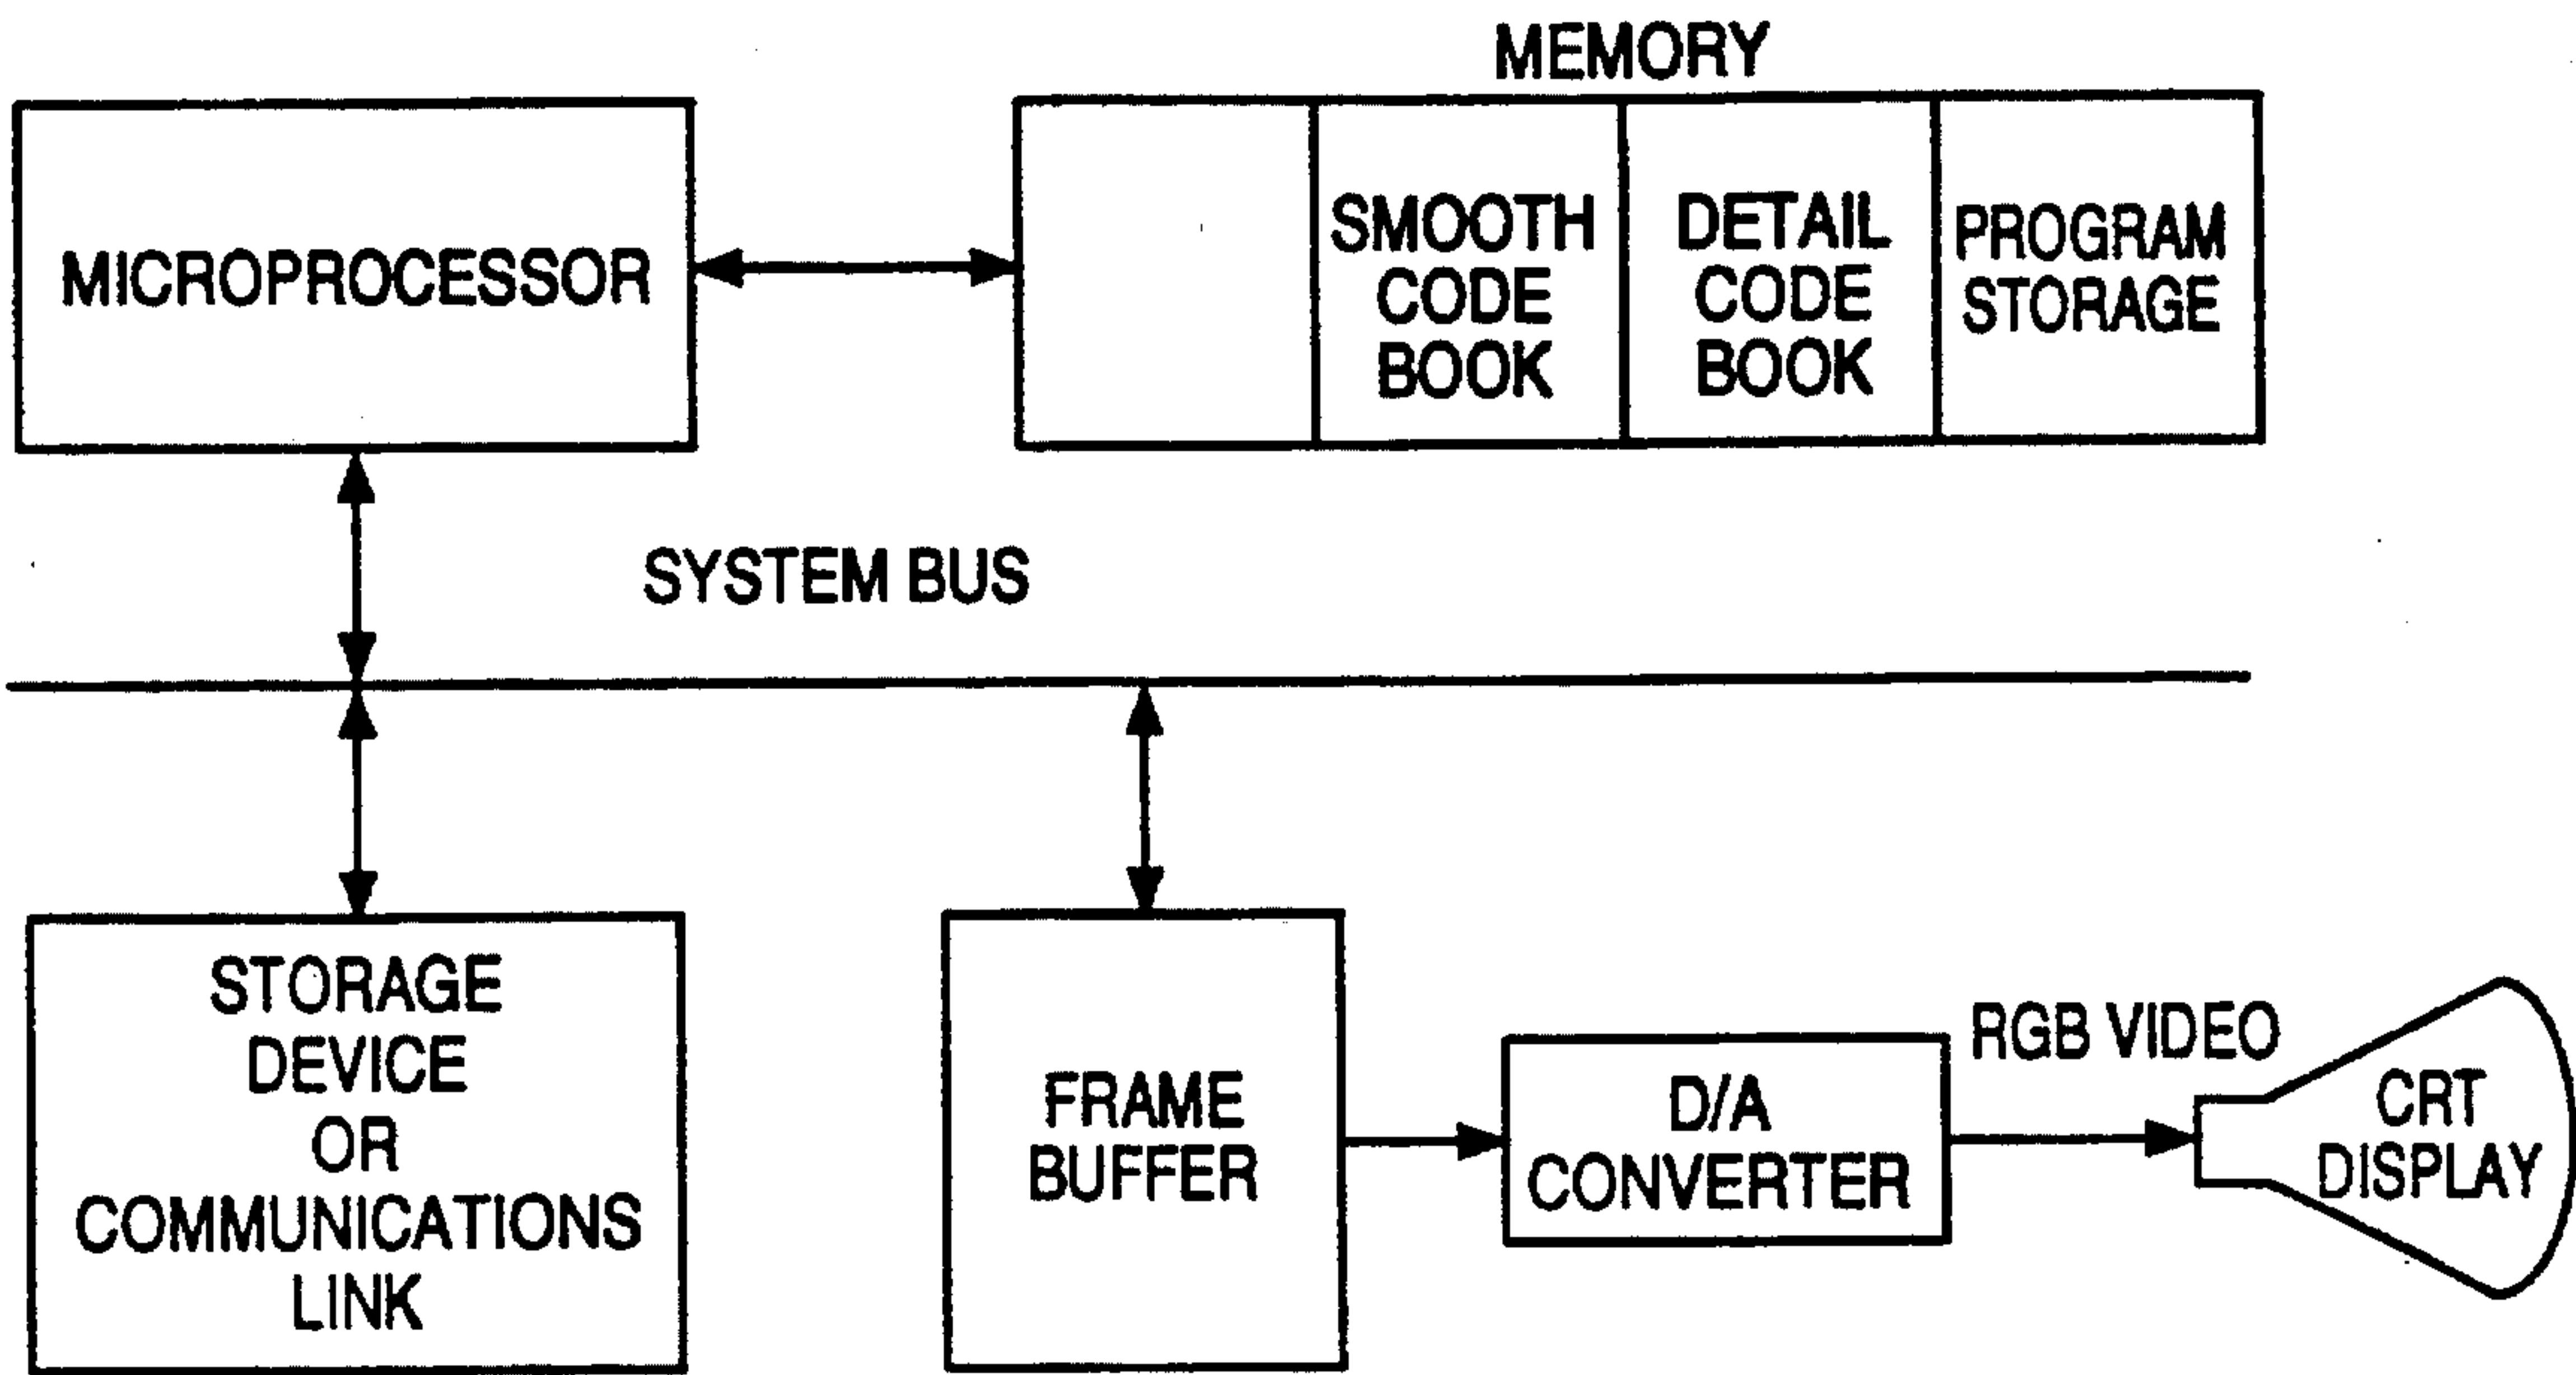 MEMORY
MICROPROCESSOR
SMOOTH
CODE
BOOK
DETAIL
CODE
BOOK
PROGRAM
STORAGE
SYSTEM BUS
STORAGE
DEVICE
OR
COMMUNICATIONS
LINK
FRAME
BUFFER
D/A
CONVERTER
RGB VIDEO
CRT
DISPLAY